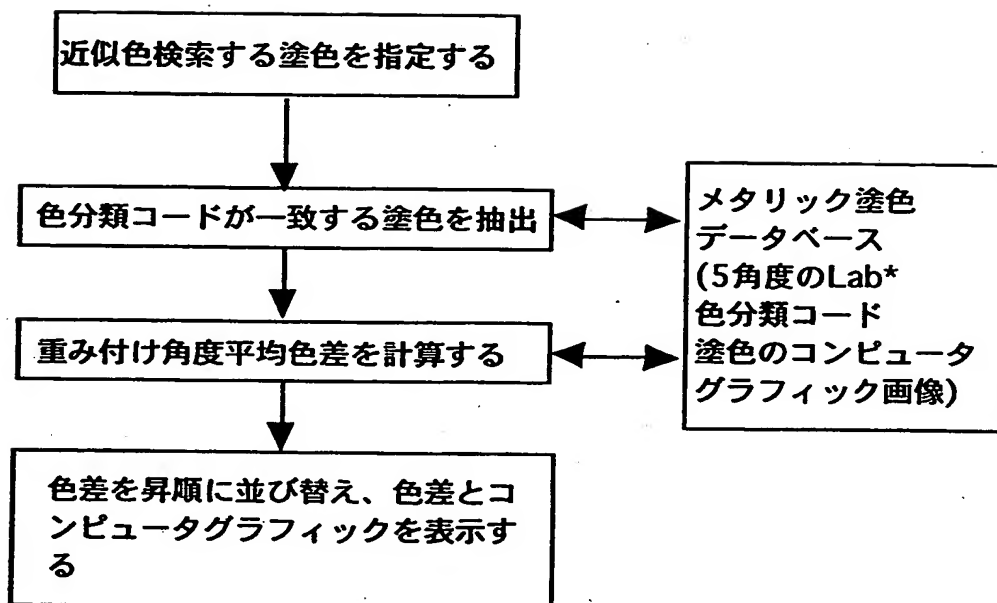 近似色検索する塗色を指定する
色分類コードが一致する塗色を抽出
重み付け角度平均色差を計算する
色差を昇順に並び替え、色差とコ
ンピュータグラフィックを表示す
る
メタリック塗色
データベース
(5角度のLab*
色分類コード
塗色のコンピュータ
グラフィック画像)